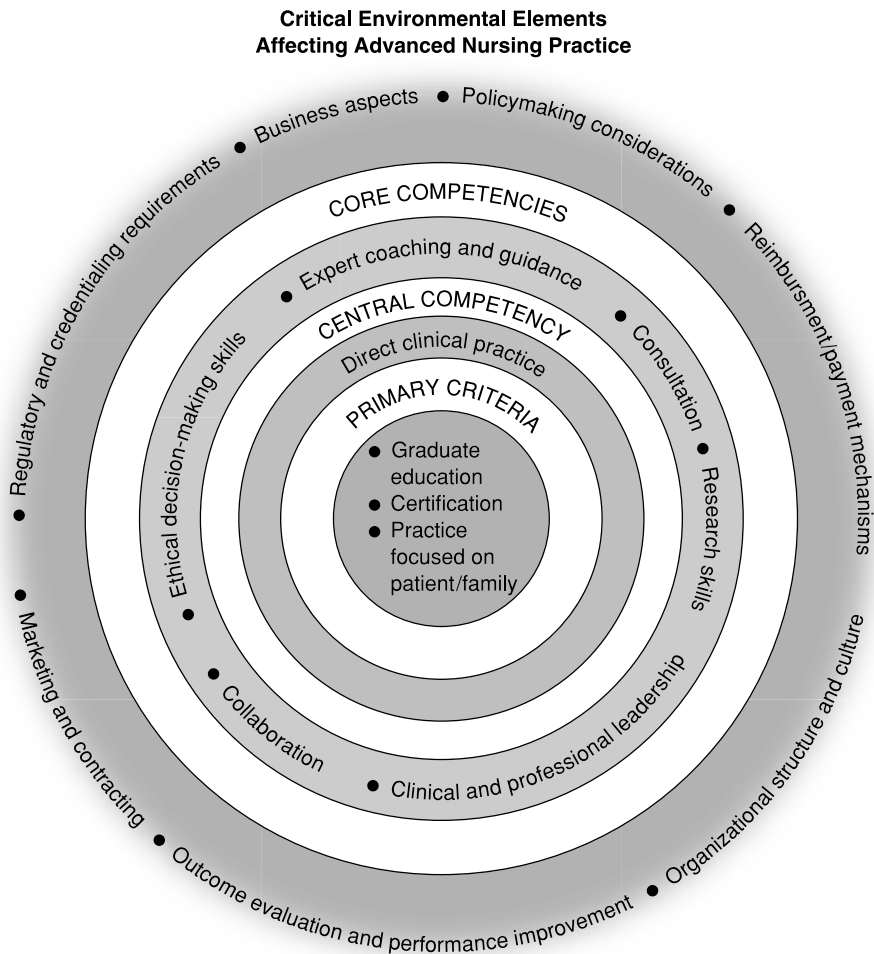 Critical Environmental Elements
Affecting Advanced Nursing Practice
● Business aspects
● Policymaking considerations
● Reimbursment/payment mechanisms
● Organizational structure and culture
● Outcome evaluation and performance improvement
● Marketing and contracting
● Regulatory and credentialing requirements
CORE COMPETENCIES
● Expert coaching and guidance
● Consultation
● Research skills
● Clinical and professional leadership
● Collaboration
● Ethical decision-making skills
CENTRAL COMPETENCY
Direct clinical practice
PRIMARY CRITERIA
● Graduate
education
● Certification
● Practice
focused on
patient/family